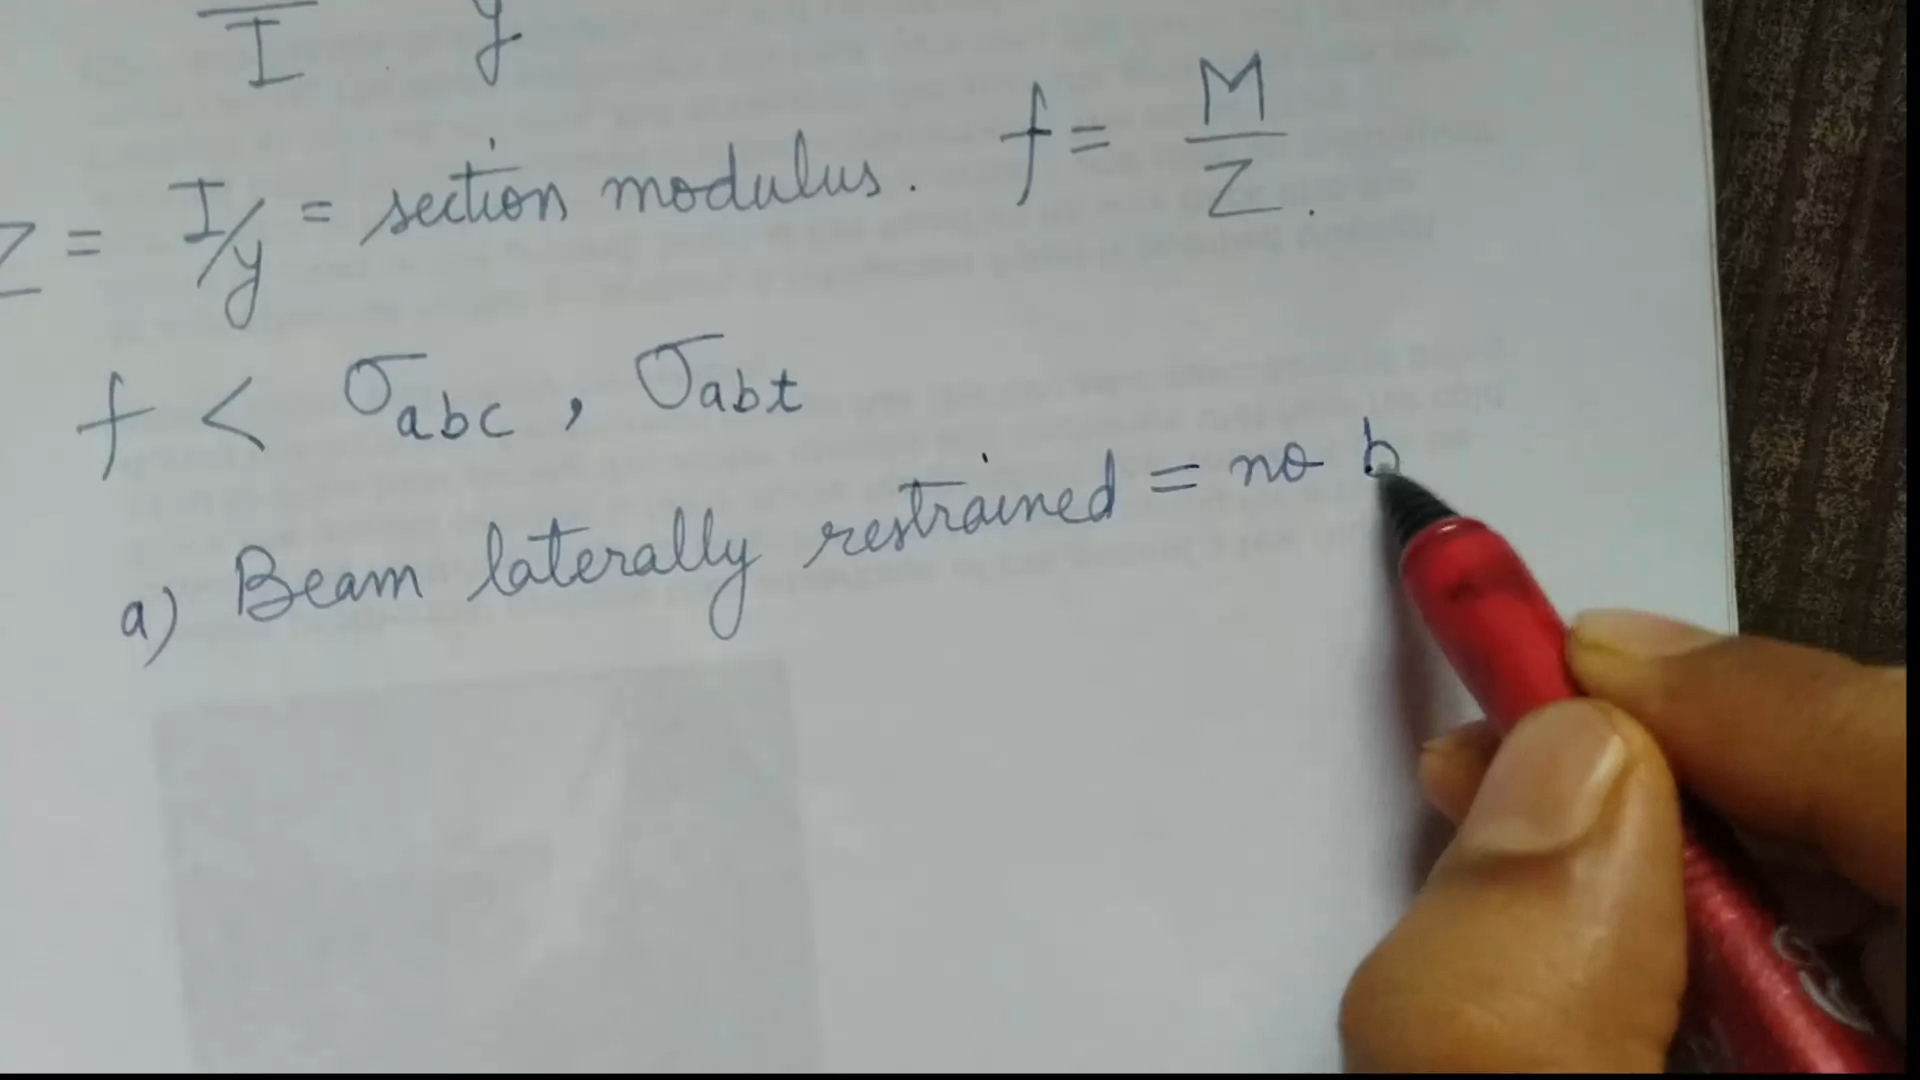 I y
Z = I/y = section modulus. f = M/Z.
f < σabc, σabt
a) Beam laterally restrained = no b